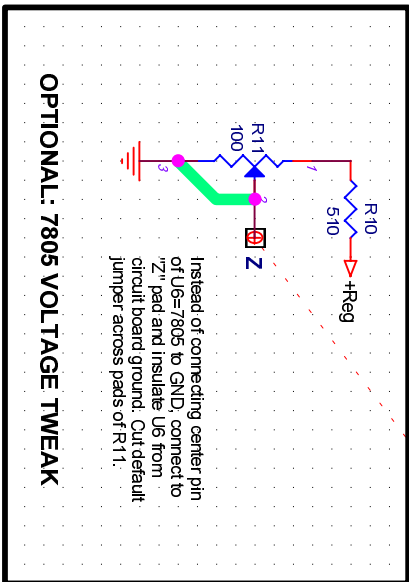 +Reg
R10
510
1
R11
100
2
3
Z
Instead of connecting center pin
of U6=7805 to GND, connect to
"Z" pad and insulate U6 from
circuit board ground. Cut default
jumper across pads of R11.
OPTIONAL: 7805 VOLTAGE TWEAK